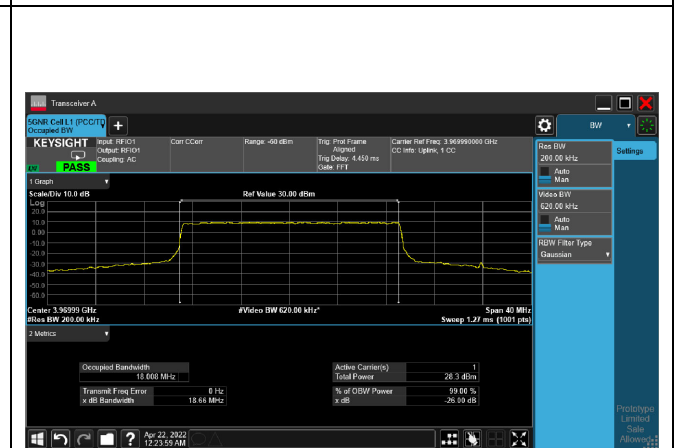 Transceiver A
5GNR Cell L1 (PCC/TD
Occupied BW
BW
KEYSIGHT
PASS
Input: RFIO1
Output: RFIO1
Coupling: AC
Corr CCorr
Range: -60 dBm
Trig: Prot Frame
Aligned
Trig Delay: 4.450 ms
Gate: FFT
Carrier Ref Freq: 3.969990000 GHz
CC Info: Uplink, 1 CC
Res BW
200.00 kHz
Auto
Man
Settings
Video BW
620.00 kHz
Auto
Man
RBW Filter Type
Gaussian
1 Graph
Scale/Div 10.0 dB
Ref Value 30.00 dBm
Log
20.0
10.0
0.00
-10.0
-20.0
-30.0
-40.0
-50.0
-60.0
Center 3.96999 GHz
#Video BW 620.00 kHz*
Span 40 MHz
#Res BW 200.00 kHz
Sweep 1.27 ms (1001 pts)
2 Metrics
Occupied Bandwidth
18.008 MHz
Active Carrier(s) 1
Total Power 28.3 dBm
Transmit Freq Error 0 Hz
x dB Bandwidth 18.66 MHz
% of OBW Power 99.00 %
x dB -26.00 dB
Prototype
Limited
Sale
Allowed
? Apr 22, 2022
12:23:59 AM